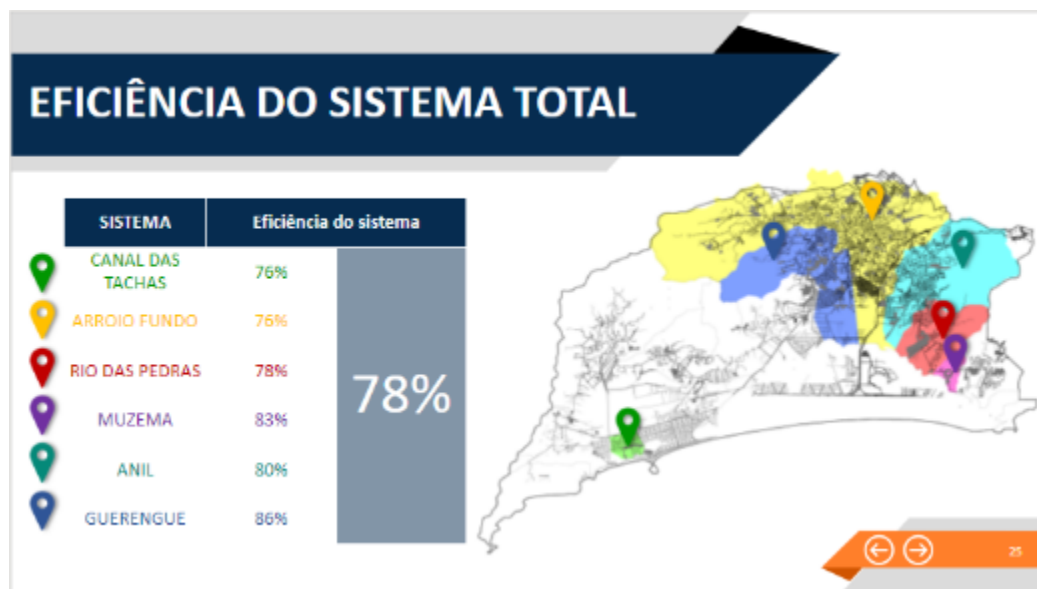 EFICIÊNCIA DO SISTEMA TOTAL
SISTEMA Eficiência do sistema
CANAL DAS
TACHAS 76%
ARROIO FUNDO 76%
RIO DAS PEDRAS 78%
78%
MUZEMA 83%
ANIL 80%
GUERENGUE 86%
25